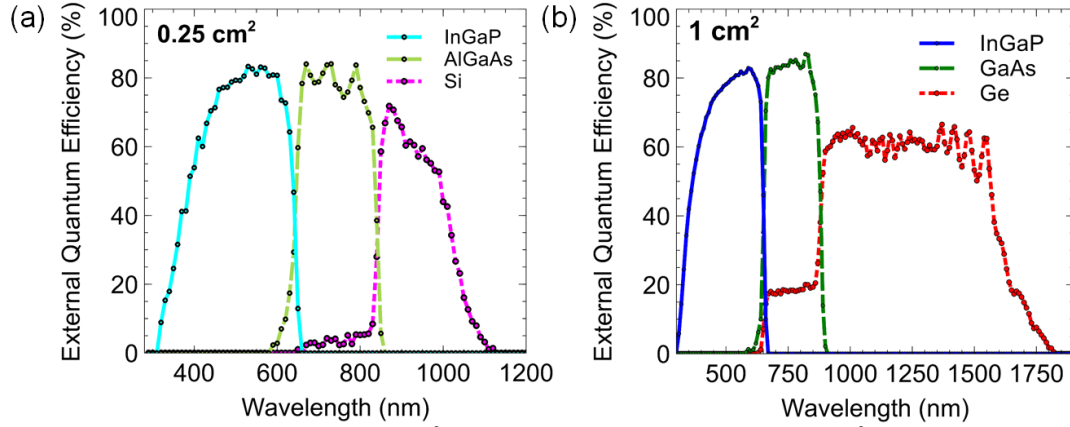 (a)
0.25 cm²
InGaP
AlGaAs
Si
External Quantum Efficiency (%)
100
80
60
40
20
0
400 600 800 1000 1200
Wavelength (nm)
(b)
1 cm²
InGaP
GaAs
Ge
External Quantum Efficiency (%)
100
80
60
40
20
0
500 750 1000 1250 1500 1750
Wavelength (nm)